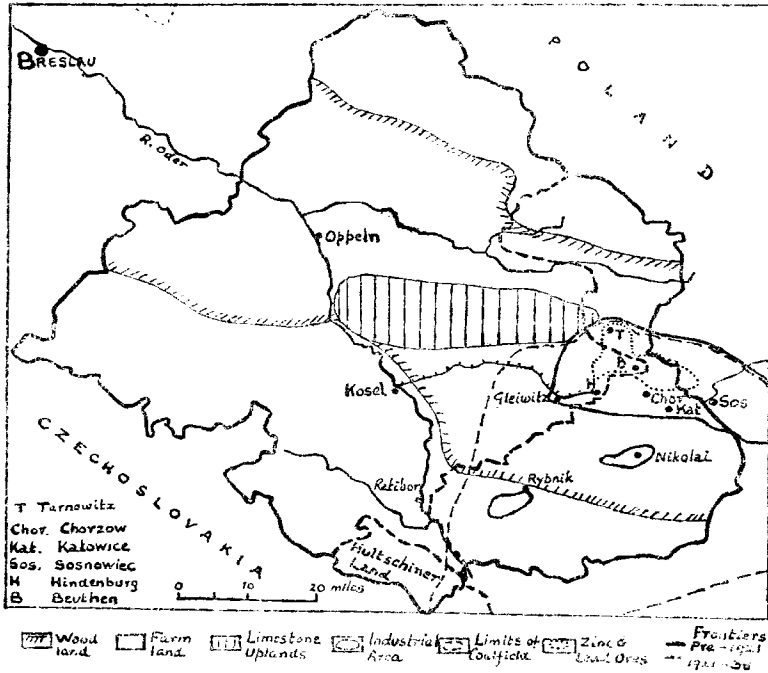 BRESLAU
POLAND
R. Oder
Oppeln
T
B
H
Kosel
Gleiwitz
Chor
Kat
Sos
Nikolai
Rybnik
Ratibor
CZECHOSLOVAKIA
Hultschiner
Land
T Tarnowitz
Chor. Chorzow
Kat. Katowice
Sos. Sosnowiec
H Hindenburg
B Beuthen
0 10 20 miles
Wood
land
Farm
land
Limestone
Uplands
Industrial
Area
Limits of
Coalfield
Zinc &
Lead Ores
Frontiers
Pre-1921